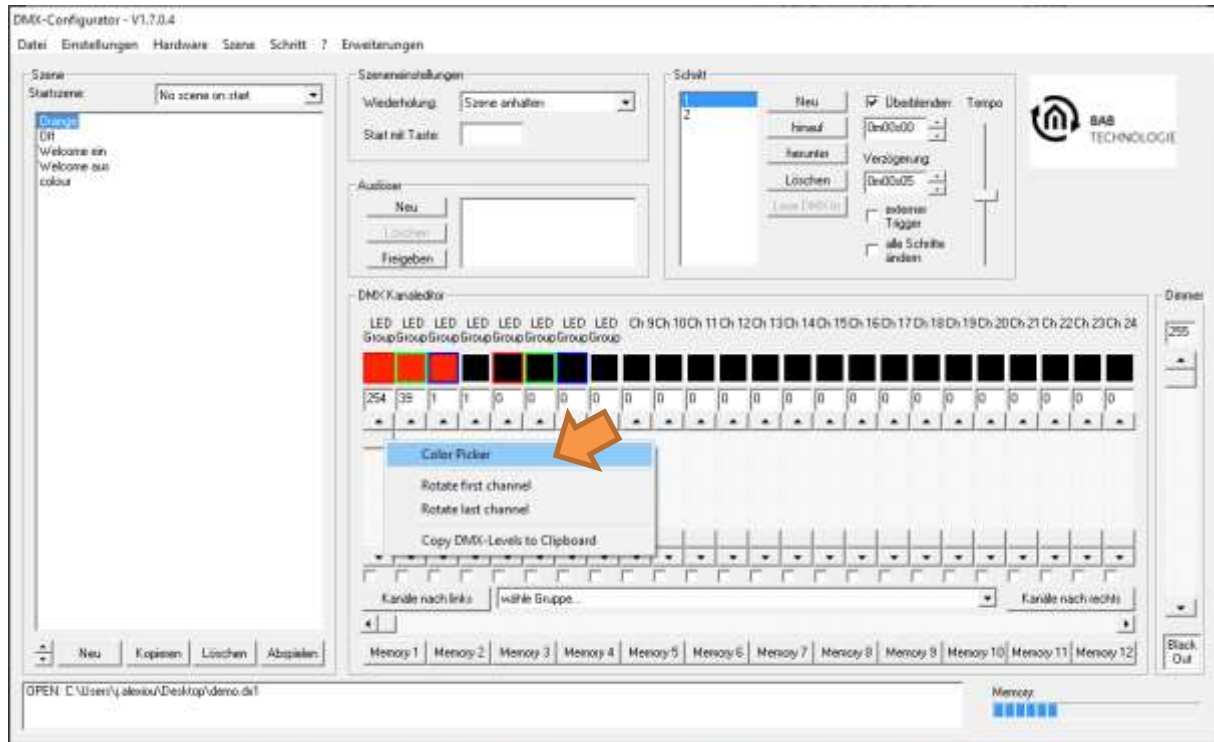 DMX-Configurator - V1.7.0.4
Datei Einstellungen Hardware Szene Schritt ? Erweiterungen
Szene
Startszene: No scene on start
Orange
Off
Welcome ein
Welcome aus
colour
Neu Kopieren Löschen Abspielen
Szeneneinstellungen
Wiederholung: Szene anhalten
Start mit Taste:
Auslöser
Neu
Löschen
Freigeben
Schritt
1
2
Neu
hinauf
herunter
Löschen
Lese DMX In
Überblenden Tempo
0m00s00
Verzögerung
0m00s05
externer
Trigger
alle Schritte
ändern
BAB
TECHNOLOGIE
DMX Kanaleditor
LED LED LED LED LED LED LED LED Ch 9 Ch 10 Ch 11 Ch 12 Ch 13 Ch 14 Ch 15 Ch 16 Ch 17 Ch 18 Ch 19 Ch 20 Ch 21 Ch 22 Ch 23 Ch 24
Group Group Group Group Group Group Group Group
254 39 1 1 0 0 0 0 0 0 0 0 0 0 0 0 0 0 0 0 0 0 0 0
Color Picker
Rotate first channel
Rotate last channel
Copy DMX-Levels to Clipboard
Kanäle nach links wähle Gruppe... Kanäle nach rechts
Memory 1 Memory 2 Memory 3 Memory 4 Memory 5 Memory 6 Memory 7 Memory 8 Memory 9 Memory 10 Memory 11 Memory 12
Dimmer
255
Black
Out
OPEN: C:\Users\j.alexiou\Desktop\demo.dx1
Memory: